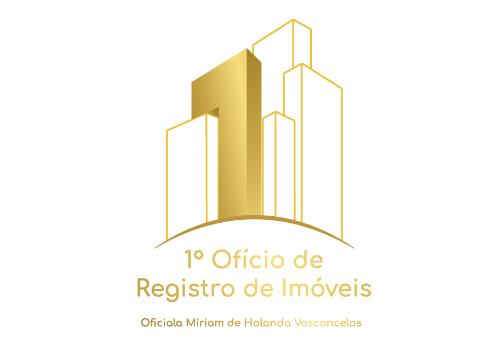 1º Ofício de
Registro de Imóveis
Oficiala Miriam de Holanda Vasconcelos